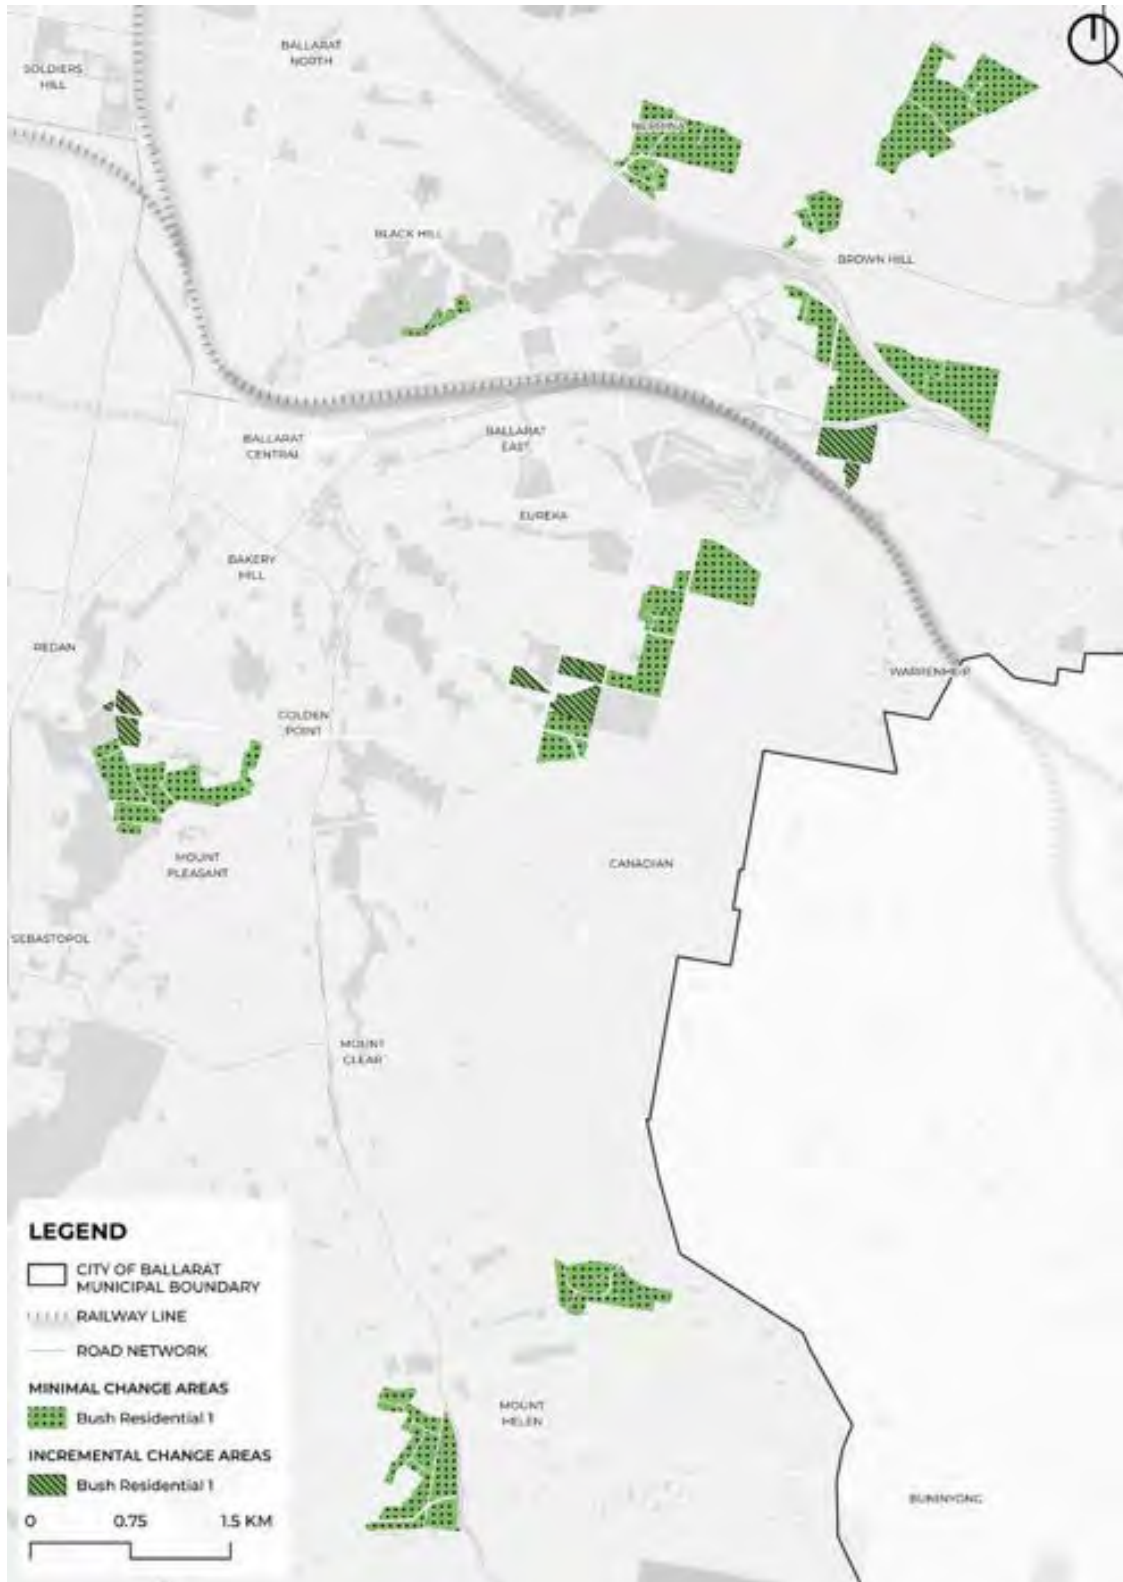 BALLARAT
NORTH
SOLDIERS
HILL
NERRINA
BLACK HILL
BROWN HILL
BALLARAT
CENTRAL
BALLARAT
EAST
EUREKA
BAKERY
HILL
REDAN
WARRENHEIP
GOLDEN
POINT
MOUNT
PLEASANT
CANADIAN
SEBASTOPOL
MOUNT
CLEAR
LEGEND
CITY OF BALLARAT
MUNICIPAL BOUNDARY
RAILWAY LINE
ROAD NETWORK
MINIMAL CHANGE AREAS
Bush Residential 1
INCREMENTAL CHANGE AREAS
Bush Residential 1
0 0.75 1.5 KM
MOUNT
HELEN
BUNINYONG